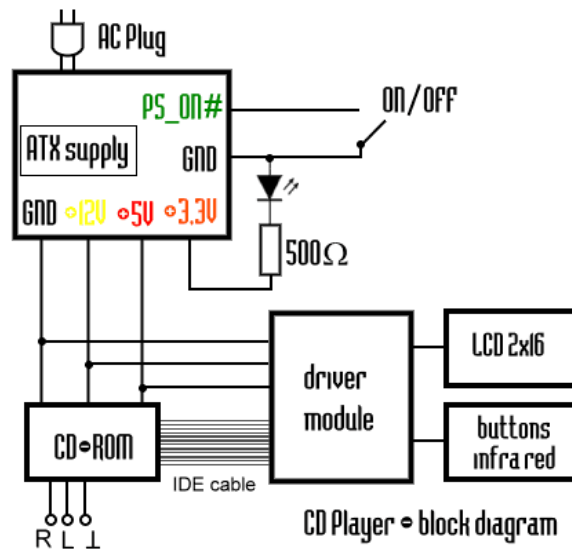 AC Plug
PS_ON#
ON/OFF
ATX supply
GND
GND +12V +5V +3.3V
500Ω
LCD 2x16
driver
module
CD-ROM
buttons
infra red
IDE cable
R L ⊥
CD Player - block diagram